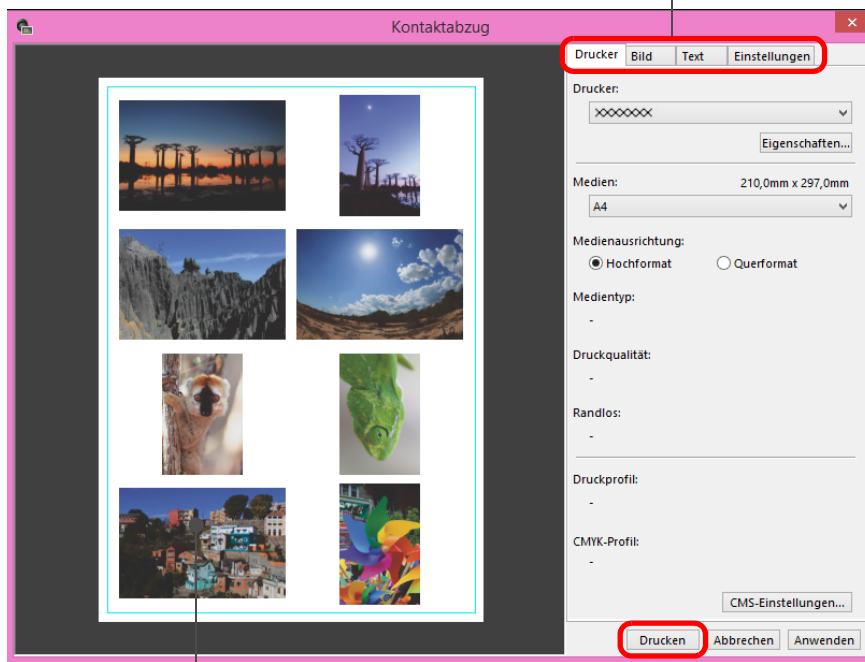 Kontaktabzug
Drucker Bild Text Einstellungen
Drucker:
XXXXXXX
Eigenschaften...
Medien: 210,0mm x 297,0mm
A4
Medienausrichtung:
Hochformat Querformat
Medientyp:
-
Druckqualität:
-
Randlos:
-
Druckprofil:
-
CMYK-Profil:
-
CMS-Einstellungen...
Drucken Abbrechen Anwenden